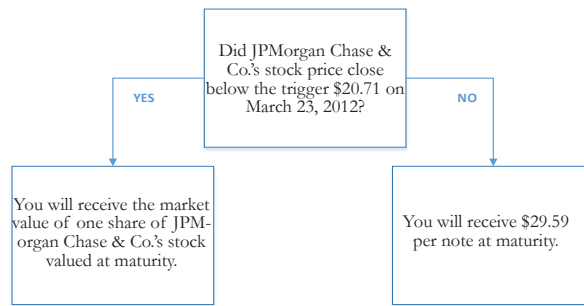 Did JPMorgan Chase &
Co.'s stock price close
below the trigger $20.71 on
March 23, 2012?
YES
NO
You will receive the market
value of one share of JPM-
organ Chase & Co.'s stock
valued at maturity.
You will receive $29.59
per note at maturity.